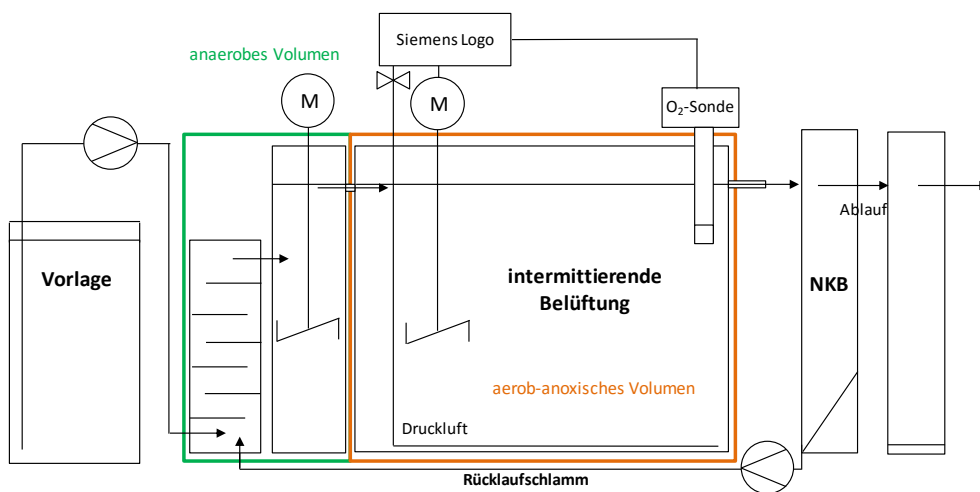 Siemens Logo
anaerobes Volumen
M
M
O₂-Sonde
Vorlage
intermittierende
Belüftung
Ablauf
NKB
aerob-anoxisches Volumen
Druckluft
Rücklaufschlamm